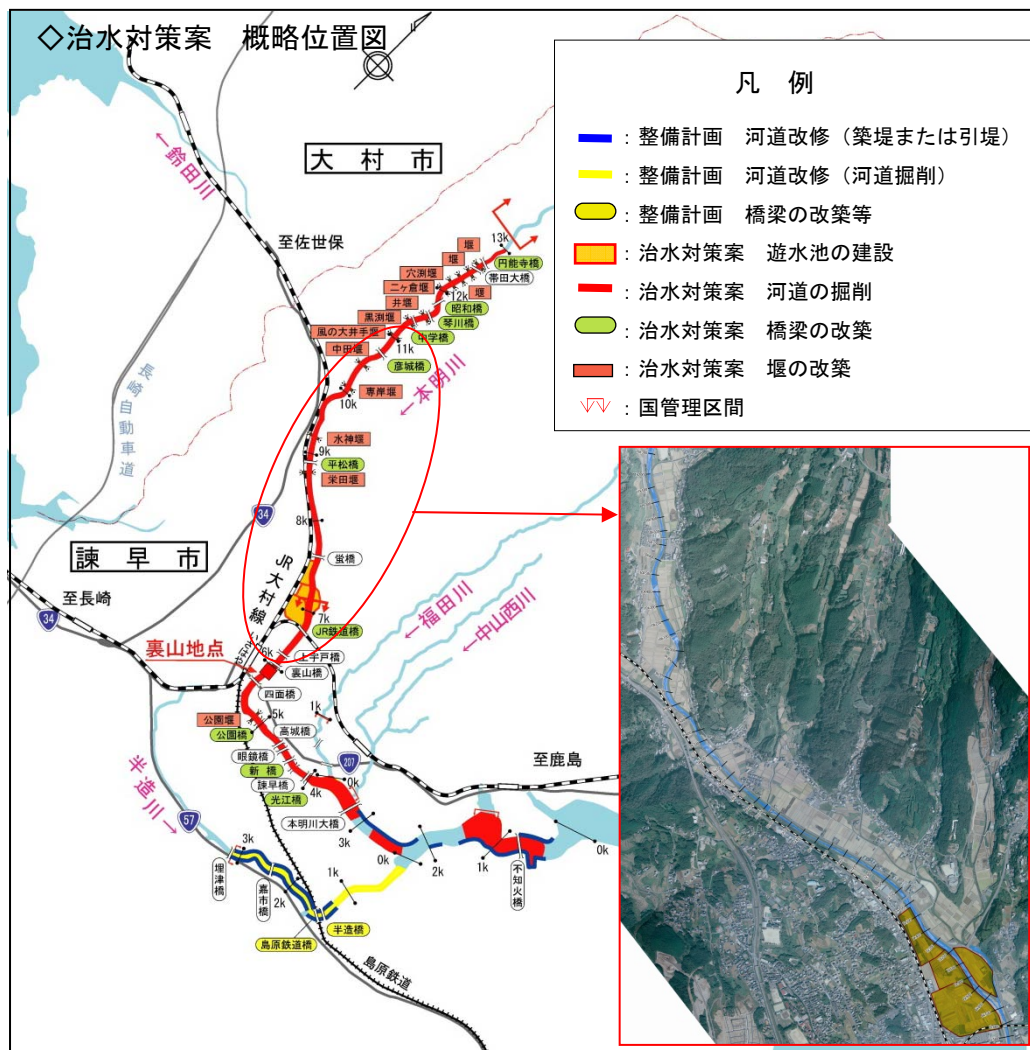 ◇治水対策案 概略位置図
凡 例
:整備計画 河道改修(築堤または引堤)
:整備計画 河道改修(河道掘削)
:整備計画 橋梁の改築等
:治水対策案 遊水池の建設
:治水対策案 河道の掘削
:治水対策案 橋梁の改築
:治水対策案 堰の改築
:国管理区間
大 村 市
←鈴田川
至佐世保
長崎自動車道
堰
堰
穴渕堰
二ヶ倉堰
井堰
黒渕堰
風の大井手堰
中田堰
13k
円能寺橋
帯田大橋
堰
12k
昭和橋
琴川橋
中学橋
11k
彦城橋
←本明川
専岸堰
10k
水神堰
9k
平松橋
栄田堰
8k
34
蛍橋
諫 早 市
JR大村線
至長崎
34
7k
JR鉄道橋
←福田川
←中山西川
裏山地点
いさはや
6k
上宇戸橋
裏山橋
四面橋
5k
1k
公園堰
公園橋
高城橋
眼鏡橋
新 橋
諫早橋
光江橋
4k
0k
207
至鹿島
本明川大橋
3k
0k
2k
1k
不知火橋
0k
半造川→
57
3k
埋津橋
嘉市橋
2k
1k
半造橋
島原鉄道橋
島原鉄道